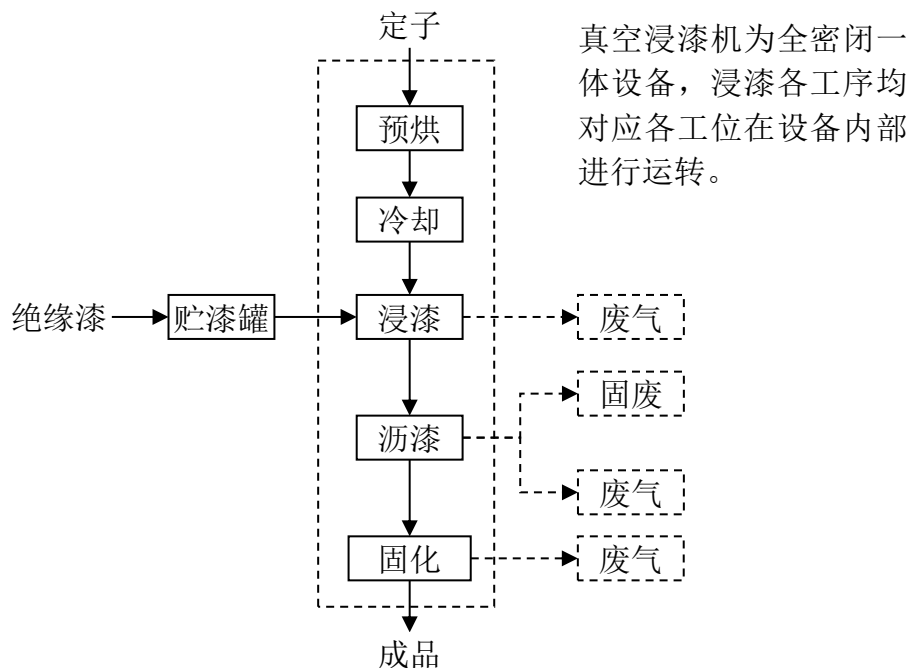 定子
真空浸漆机为全密闭一
体设备，浸漆各工序均
对应各工位在设备内部
进行运转。
预烘
冷却
绝缘漆
贮漆罐
浸漆
废气
固废
沥漆
废气
固化
废气
成品